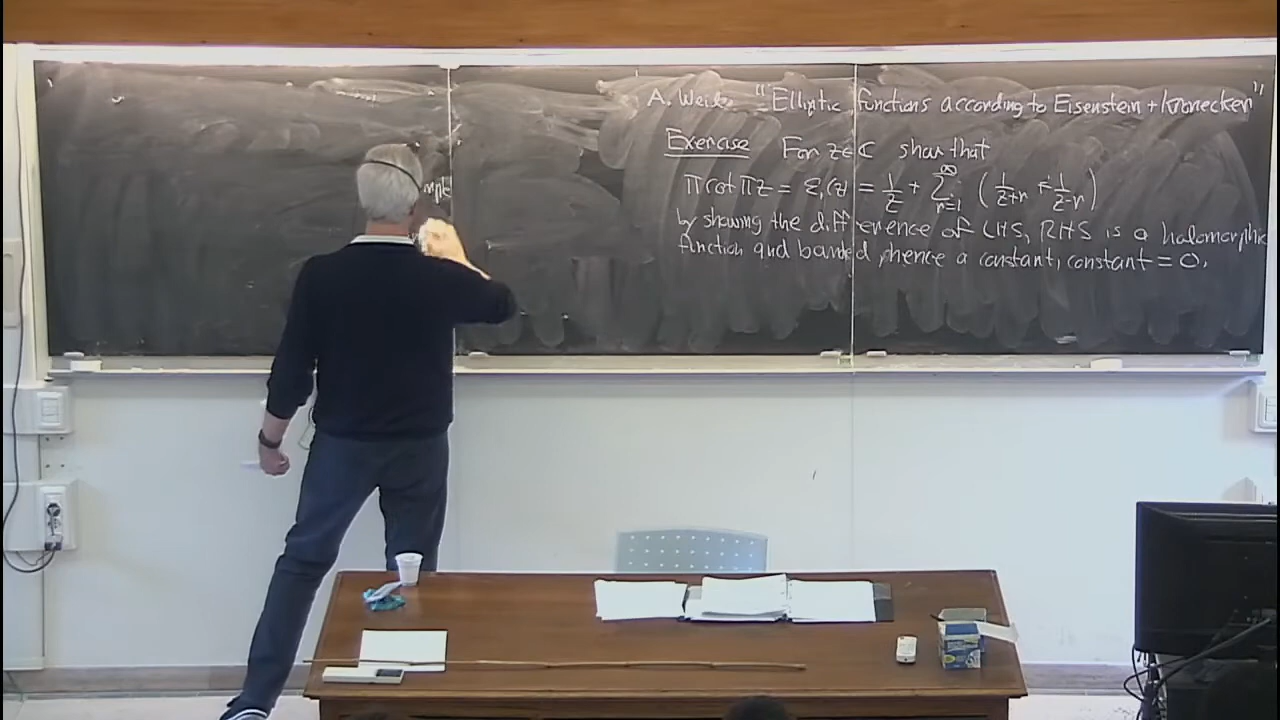 A. Weil "Elliptic functions according to Eisenstein + Kronecker"
Exercise For z∈ℂ show that
π cot πz = ε₁(z) = 1/z + ∑_{n=1}^{∞} (1/(z+n) + 1/(z-n))
by showing the difference of LHS, RHS is a holomorphic
function and bounded, hence a constant, constant = 0.